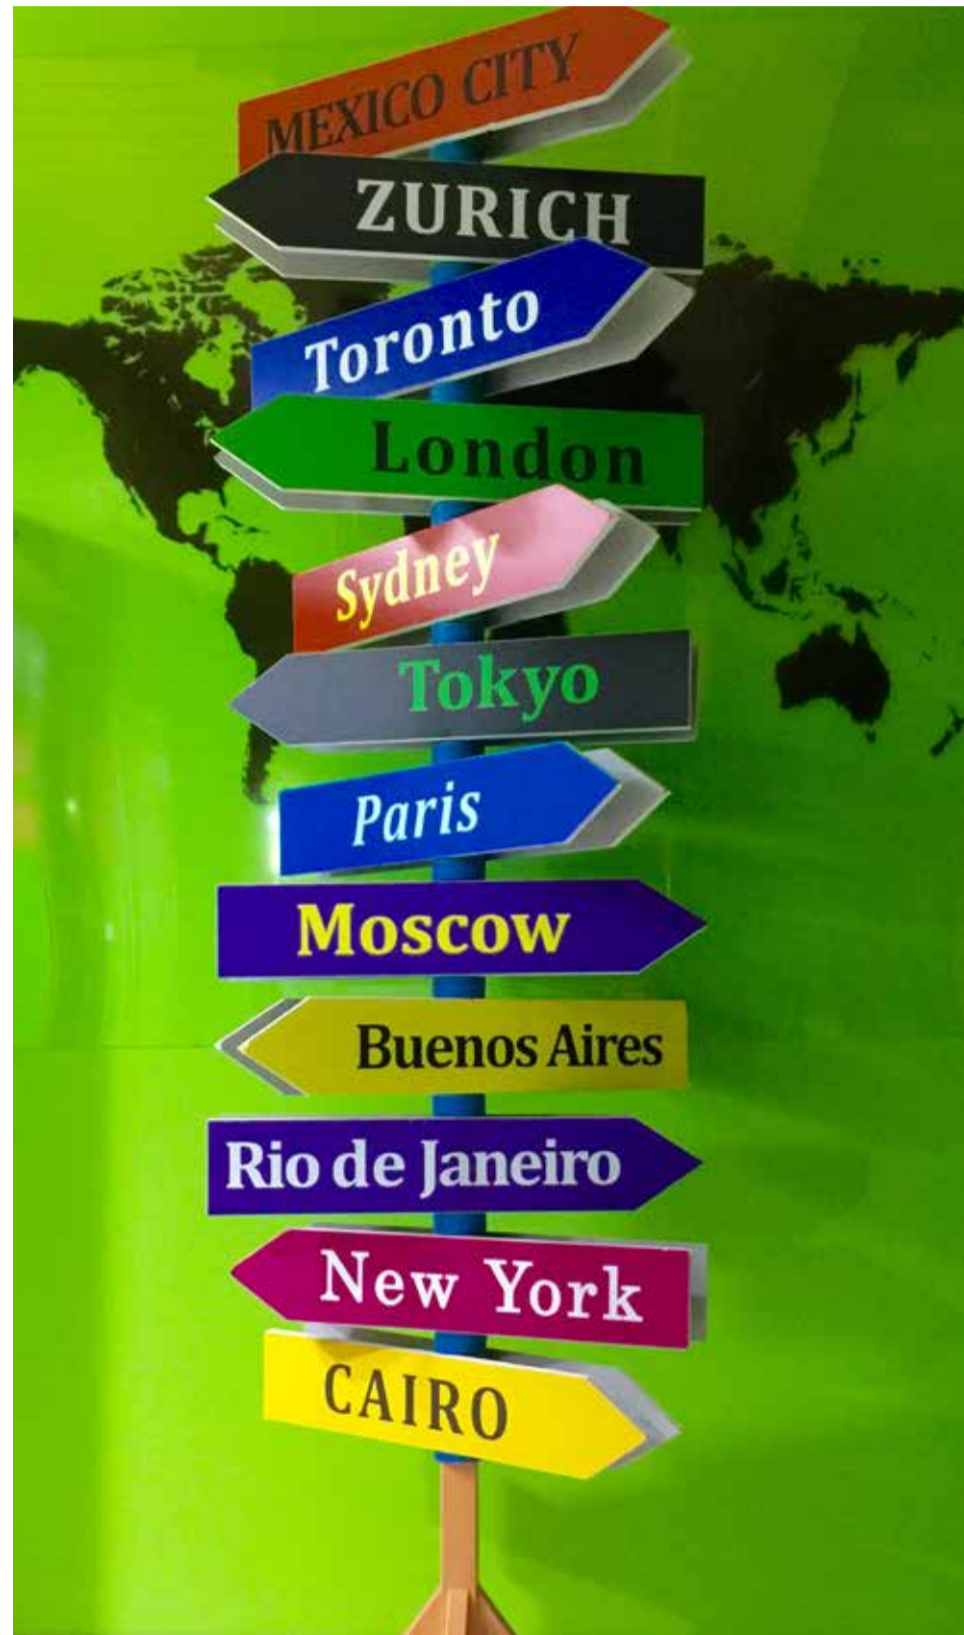 MEXICO CITY
ZURICH
Toronto
London
Sydney
Tokyo
Paris
Moscow
Buenos Aires
Rio de Janeiro
New York
CAIRO